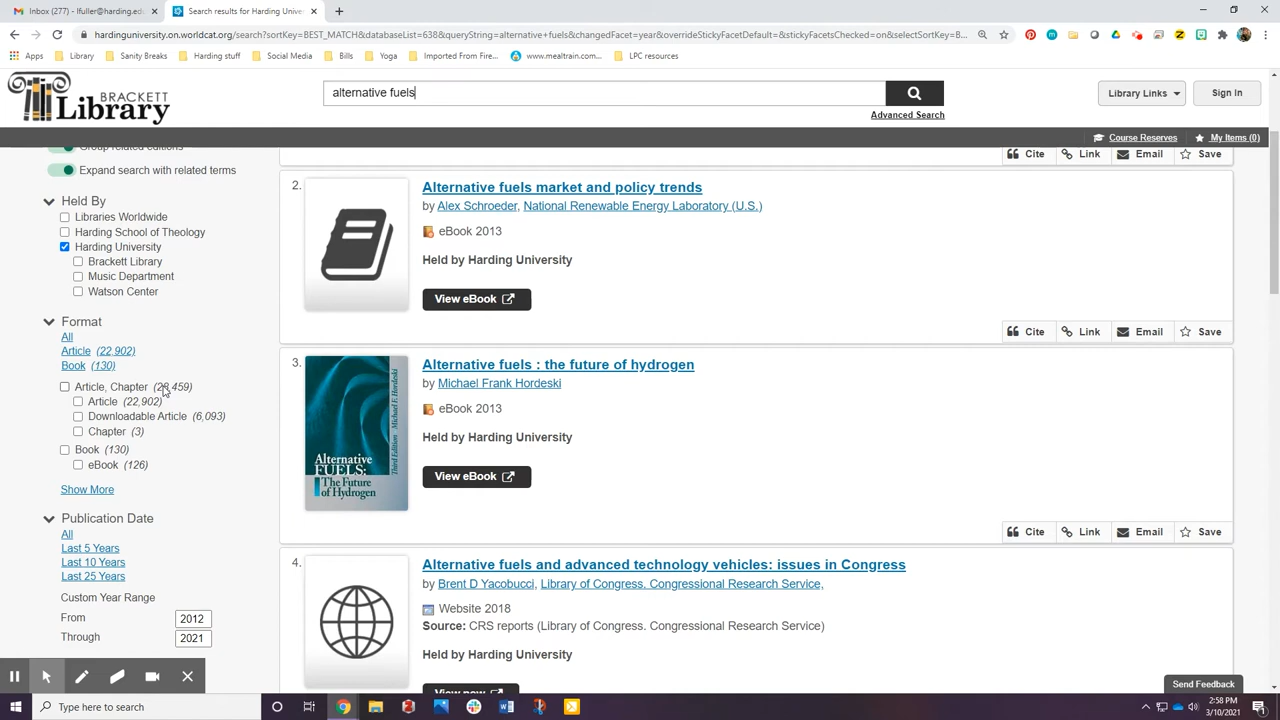 Inbox (277) - lfuller@harding.ed
Search results for Harding Unive
hardinguniversity.on.worldcat.org/search?sortKey=BEST_MATCH&databaseList=638&queryString=alternative+fuels&changedFacet=year&overrideStickyFacetDefault=&stickyFacetsChecked=on&selectSortKey=B...
Apps
Library
Sanity Breaks
Harding stuff
Social Media
Bills
Yoga
Imported From Fire...
www.mealtrain.com...
LPC resources
BRACKETT
Library
alternative fuels
Advanced Search
Library Links
Sign In
Course Reserves
My Items (0)
Group related editions
Expand search with related terms
Held By
Libraries Worldwide
Harding School of Theology
Harding University
Brackett Library
Music Department
Watson Center
Format
All
Article (22,902)
Book (130)
Article, Chapter
Article (22,902)
Downloadable Article (6,093)
Chapter (3)
Book (130)
eBook (126)
Show More
Publication Date
All
Last 5 Years
Last 10 Years
Last 25 Years
Custom Year Range
From 2012
Through 2021
Cite Link Email Save
2.
Alternative fuels market and policy trends
by Alex Schroeder, National Renewable Energy Laboratory (U.S.)
eBook 2013
Held by Harding University
View eBook
Cite Link Email Save
3.
Alternative
FUELS:
The Future
of Hydrogen
Third Edition Michael F. Hordeski
Alternative fuels : the future of hydrogen
by Michael Frank Hordeski
eBook 2013
Held by Harding University
View eBook
Cite Link Email Save
4.
Alternative fuels and advanced technology vehicles: issues in Congress
by Brent D Yacobucci, Library of Congress. Congressional Research Service,
Website 2018
Source: CRS reports (Library of Congress. Congressional Research Service)
Held by Harding University
View now
Send Feedback
Type here to search
2:58 PM
3/10/2021